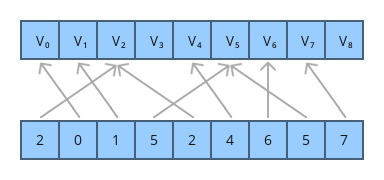 V₀ V₁ V₂ V₃ V₄ V₅ V₆ V₇ V₈
2 0 1 5 2 4 6 5 7